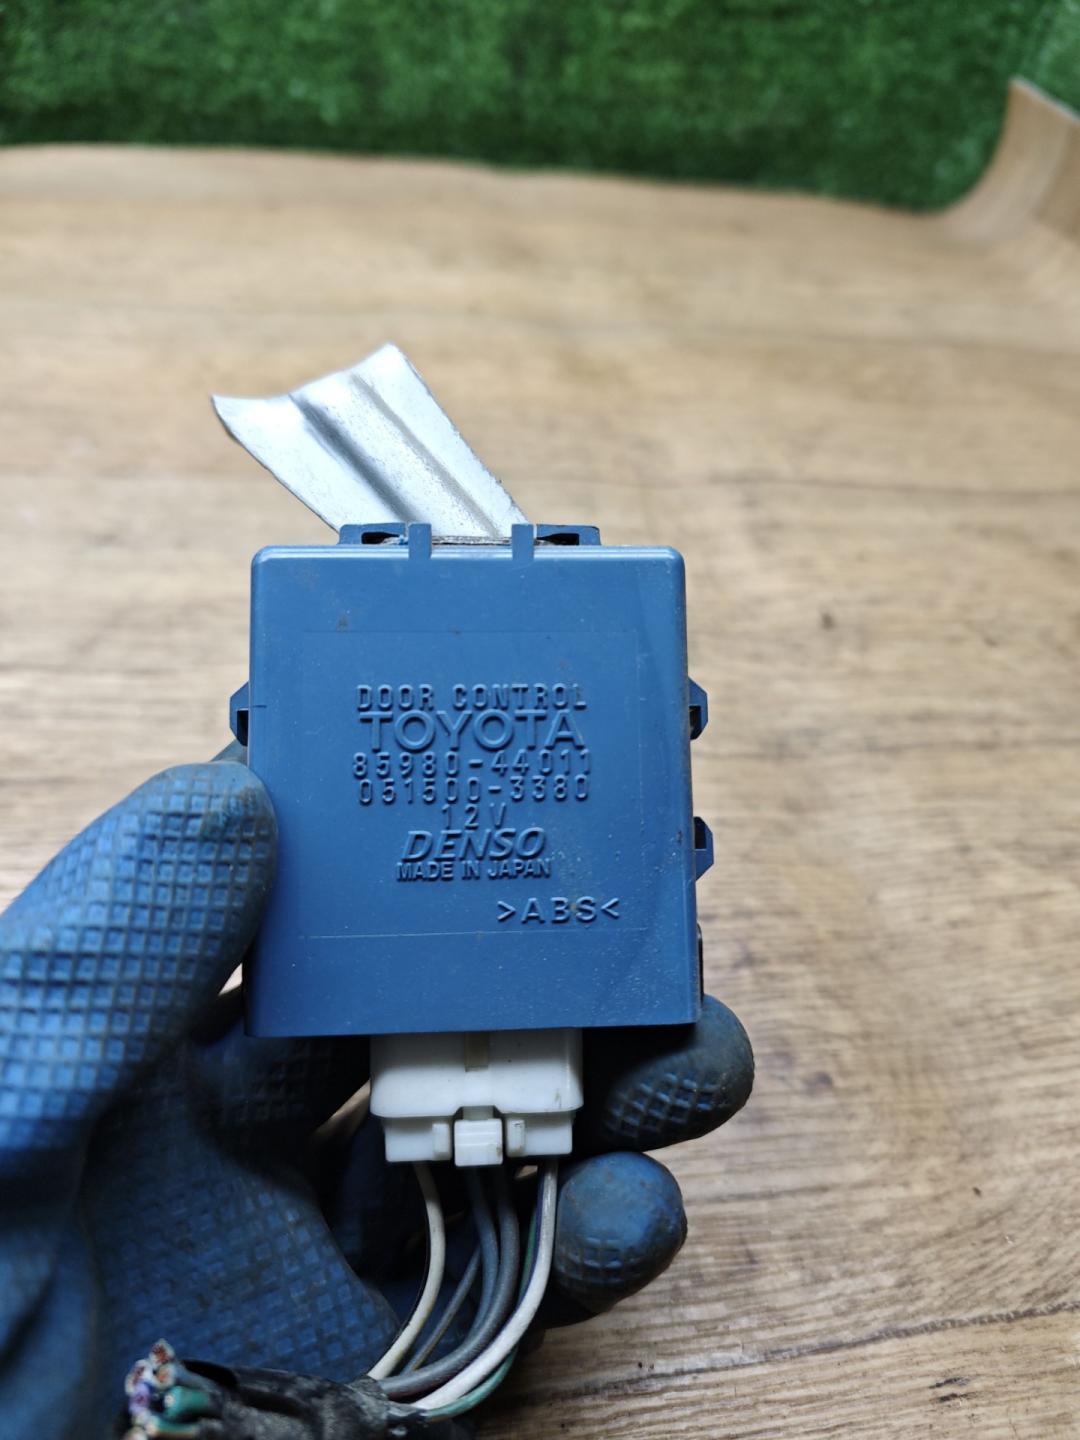 DOOR CONTROL
TOYOTA
85980-44011
051500-3380
12V
DENSO
MADE IN JAPAN
>ABS<